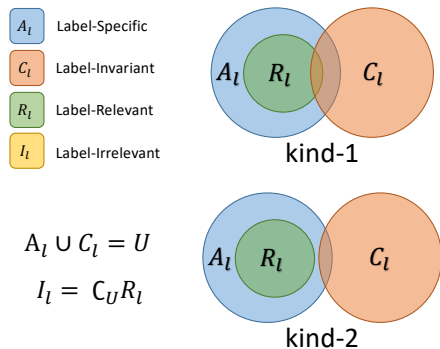 A_l Label-Specific
C_l Label-Invariant
R_l Label-Relevant
I_l Label-Irrelevant
A_l R_l C_l
kind-1
A_l ∪ C_l = U
I_l = C_U R_l
A_l R_l C_l
kind-2